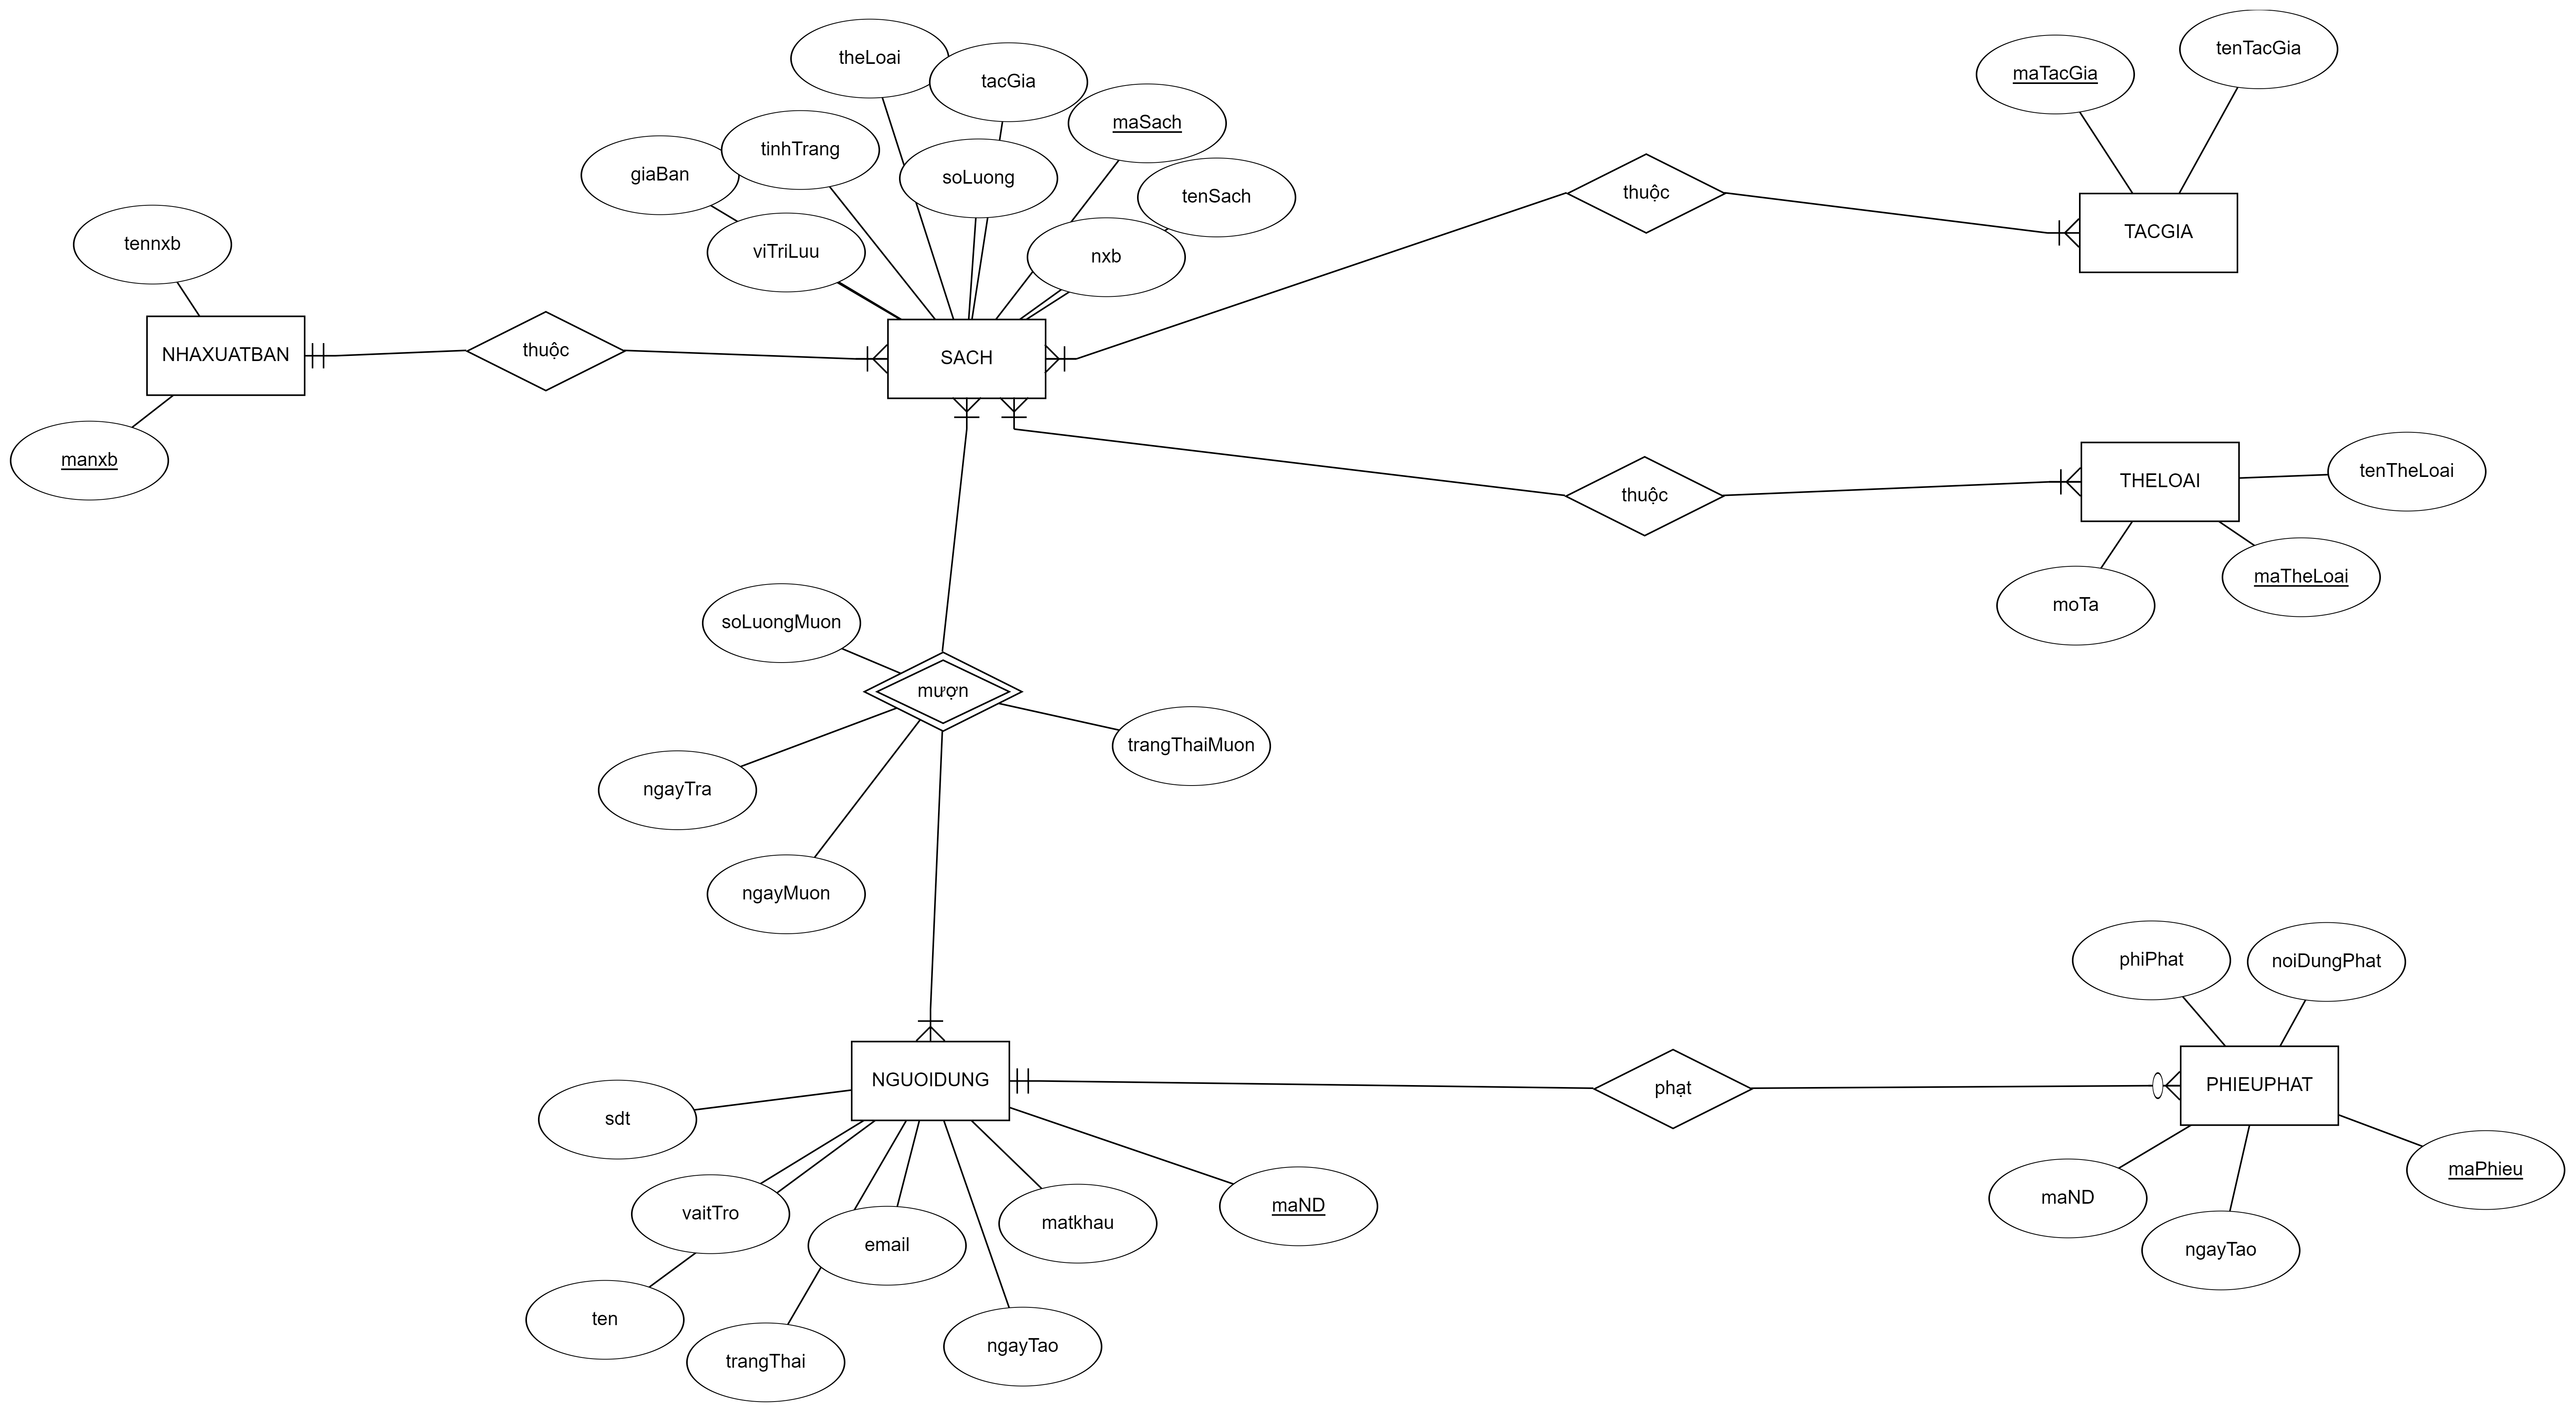 theLoai
tacGia
maSach
tinhTrang
giaBan
soLuong
tenSach
viTriLuu
nxb
tenTacGia
maTacGia
thuộc
TACGIA
tennxb
NHAXUATBAN
thuộc
SACH
manxb
thuộc
THELOAI
tenTheLoai
maTheLoai
moTa
soLuongMuon
mượn
trangThaiMuon
ngayTra
ngayMuon
phiPhat
noiDungPhat
NGUOIDUNG
phạt
PHIEUPHAT
sdt
vaitTro
email
matkhau
maND
ten
trangThai
ngayTao
maND
maPhieu
ngayTao